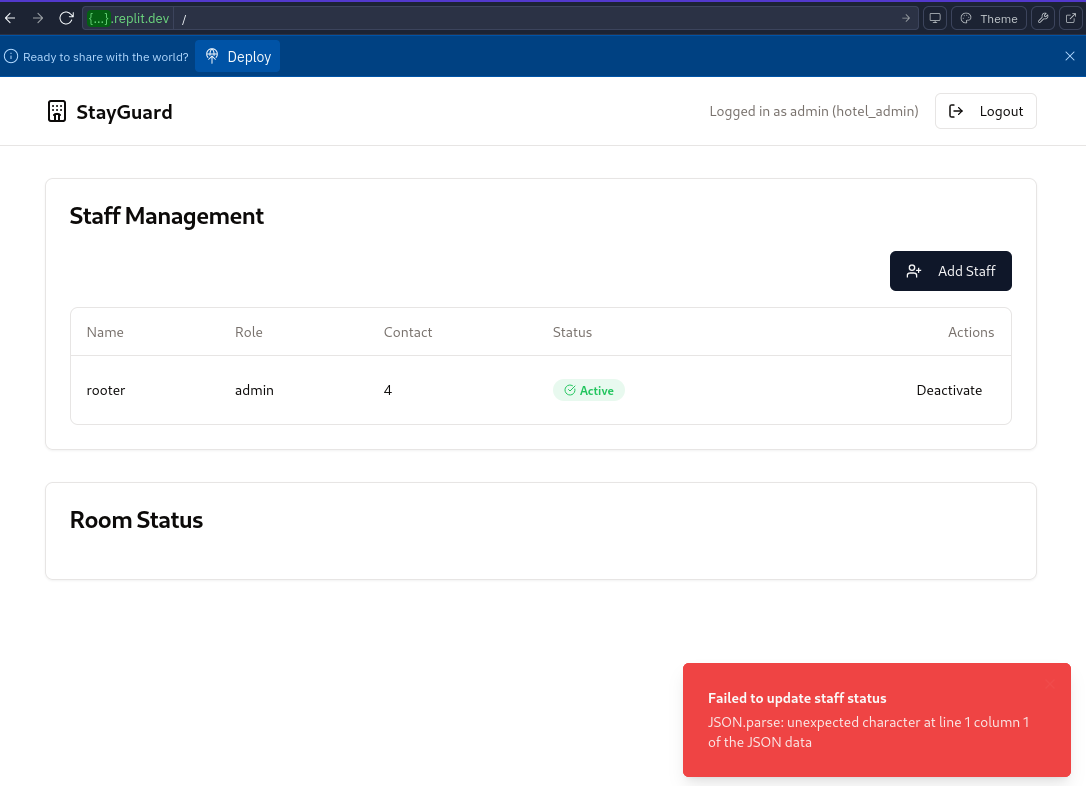 {...}.replit.dev /
Theme
Ready to share with the world? Deploy
StayGuard
Logged in as admin (hotel_admin)
Logout
Staff Management
Add Staff
Name Role Contact Status Actions
rooter admin 4 Active Deactivate
Room Status
Failed to update staff status
JSON.parse: unexpected character at line 1 column 1
of the JSON data